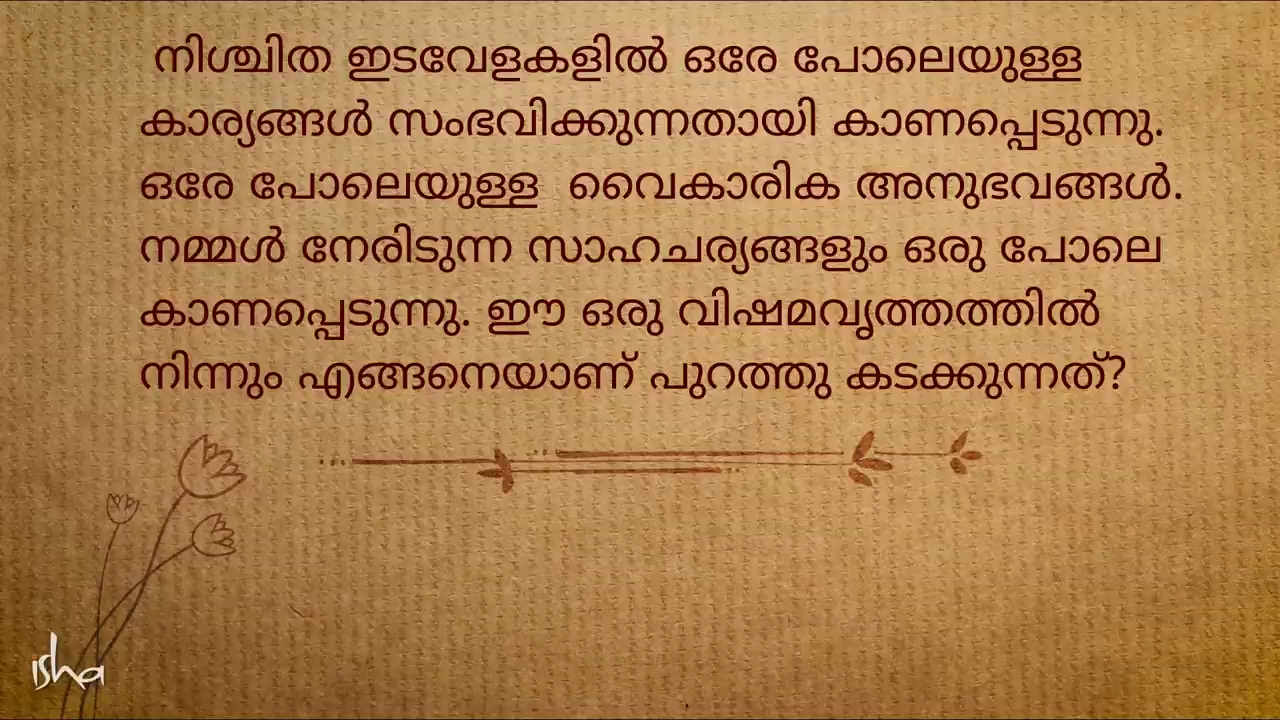 നിശ്ചിത ഇടവേളകളിൽ ഒരേ പോലെയുള്ള
കാര്യങ്ങൾ സംഭവിക്കുന്നതായി കാണപ്പെടുന്നു.
ഒരേ പോലെയുള്ള വൈകാരിക അനുഭവങ്ങൾ.
നമ്മൾ നേരിടുന്ന സാഹചര്യങ്ങളും ഒരു പോലെ
കാണപ്പെടുന്നു. ഈ ഒരു വിഷമവൃത്തത്തിൽ
നിന്നും എങ്ങനെയാണ് പുറത്തു കടക്കുന്നത്?
isha